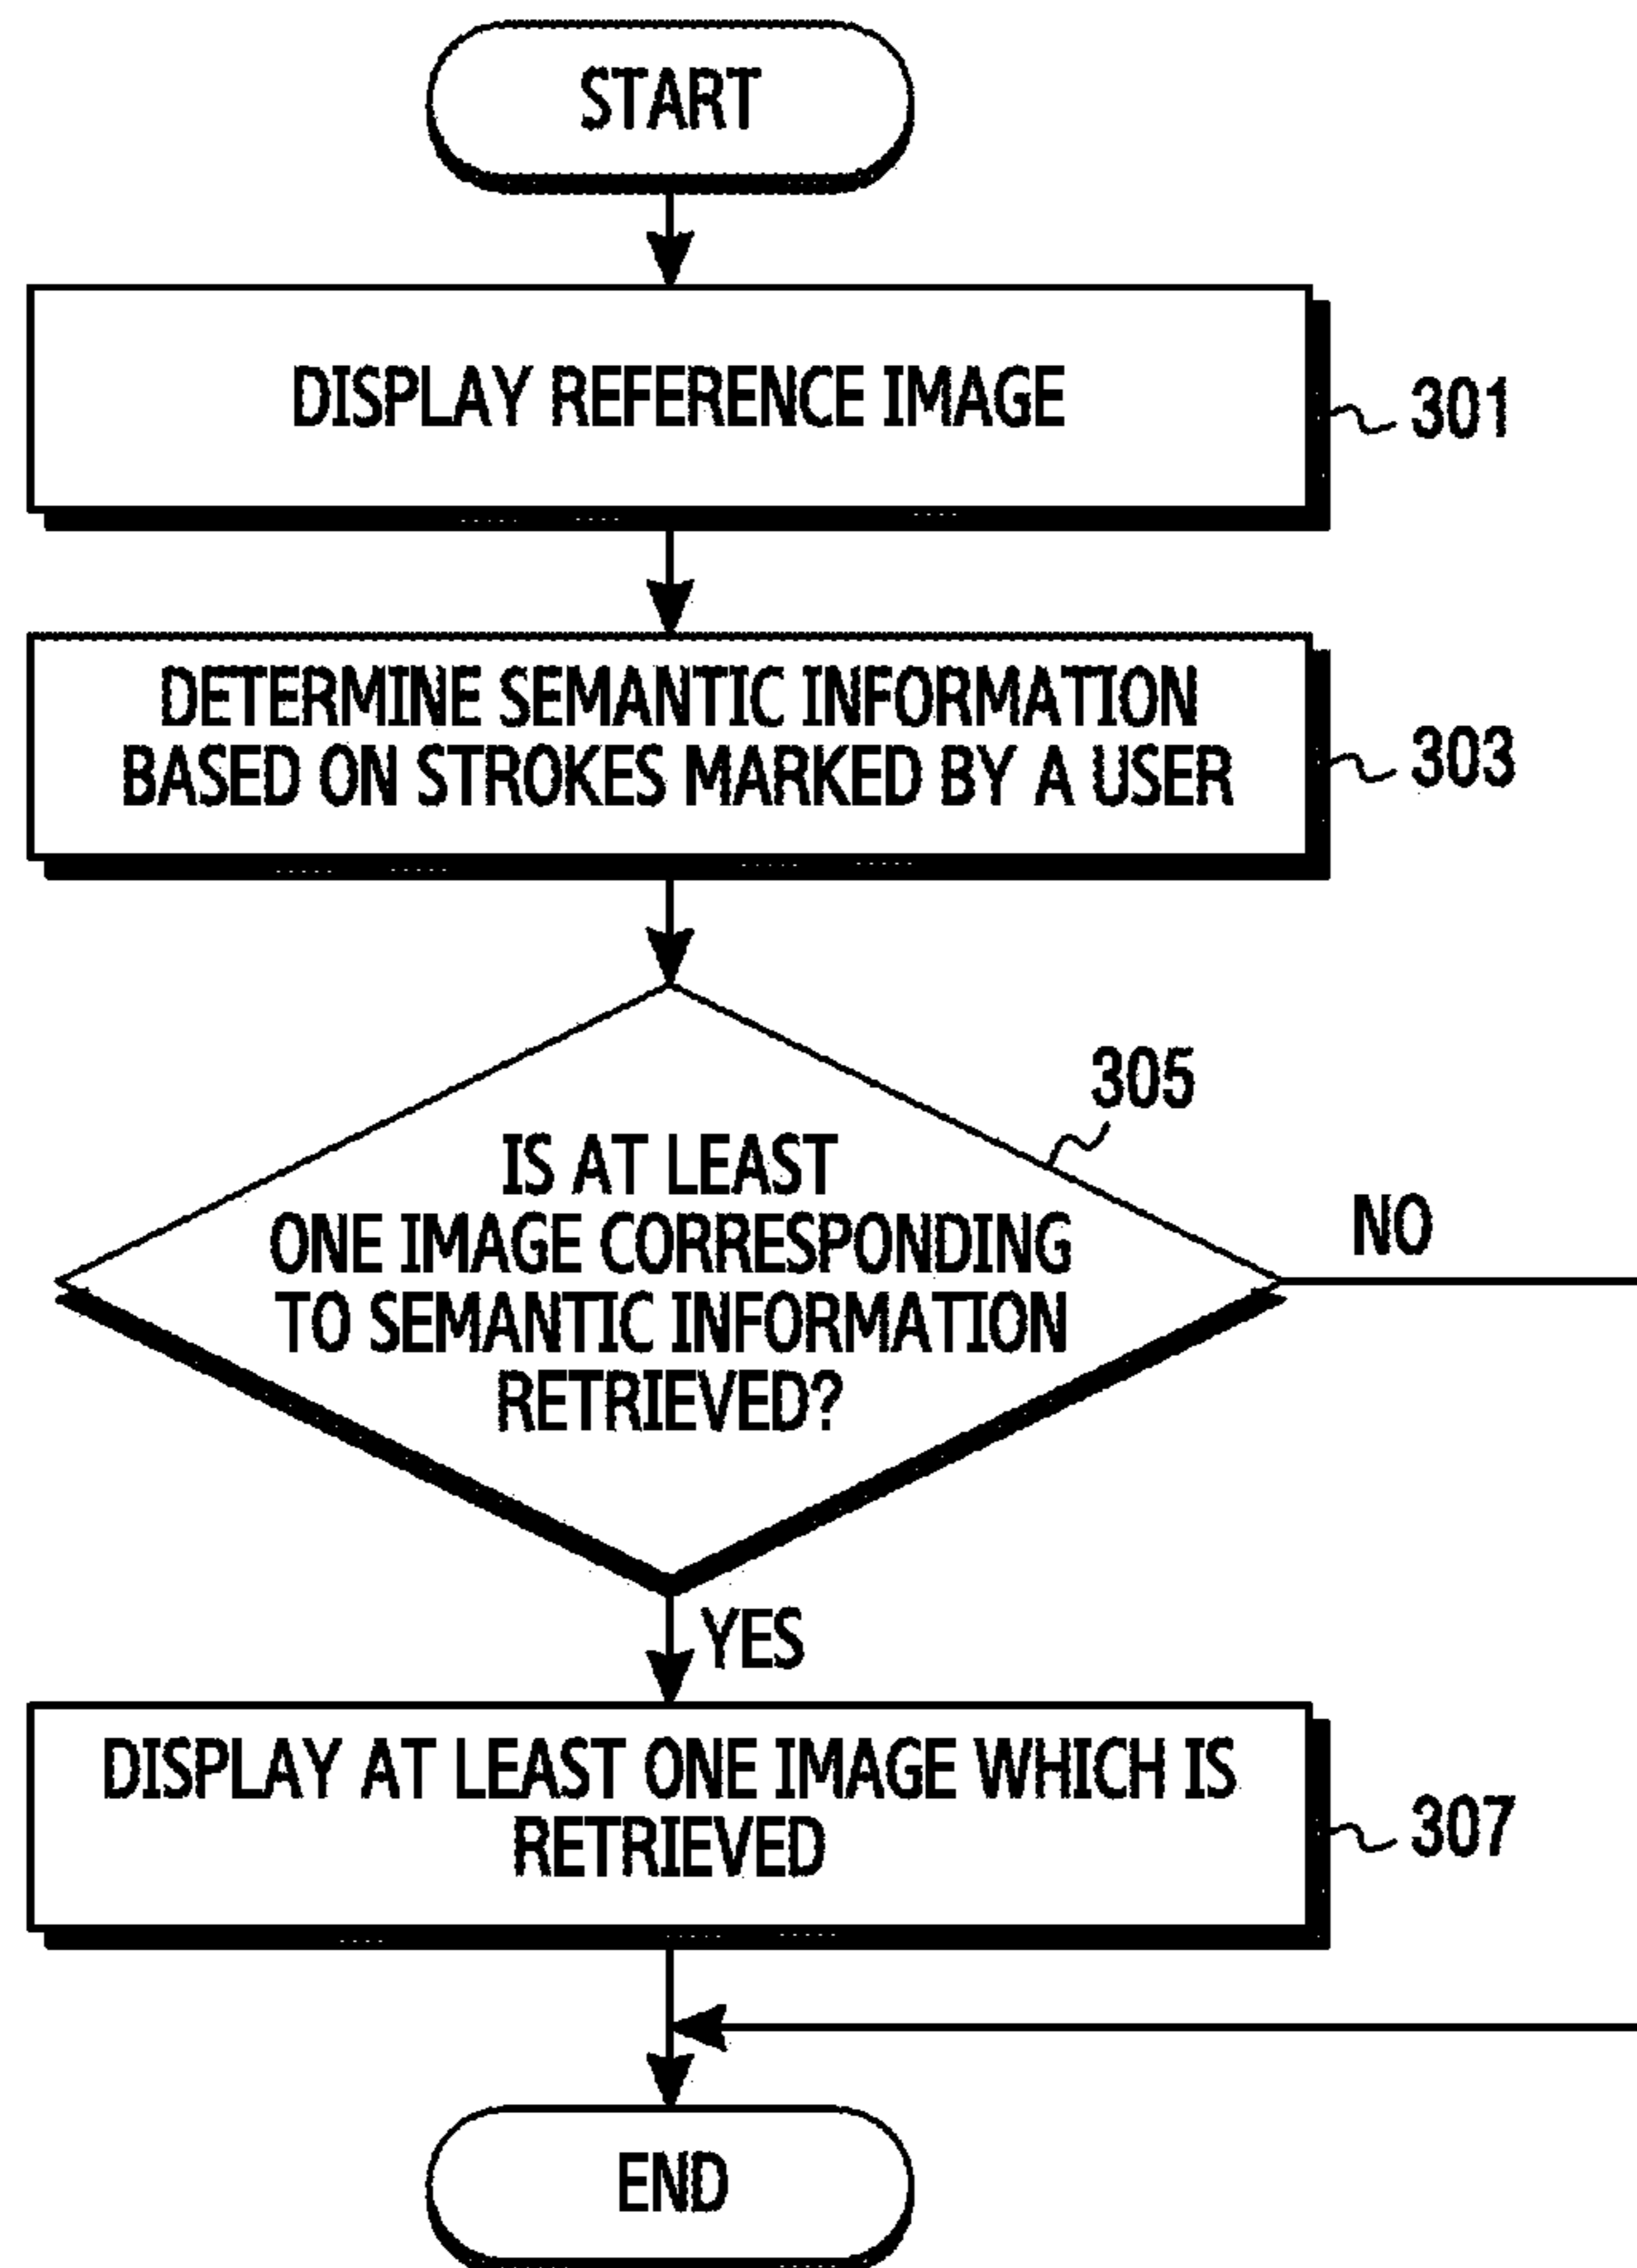 START
DISPLAY REFERENCE IMAGE
301
DETERMINE SEMANTIC INFORMATION
BASED ON STROKES MARKED BY A USER
303
305
IS AT LEAST
ONE IMAGE CORRESPONDING
TO SEMANTIC INFORMATION
RETRIEVED?
NO
YES
DISPLAY AT LEAST ONE IMAGE WHICH IS
RETRIEVED
307
END